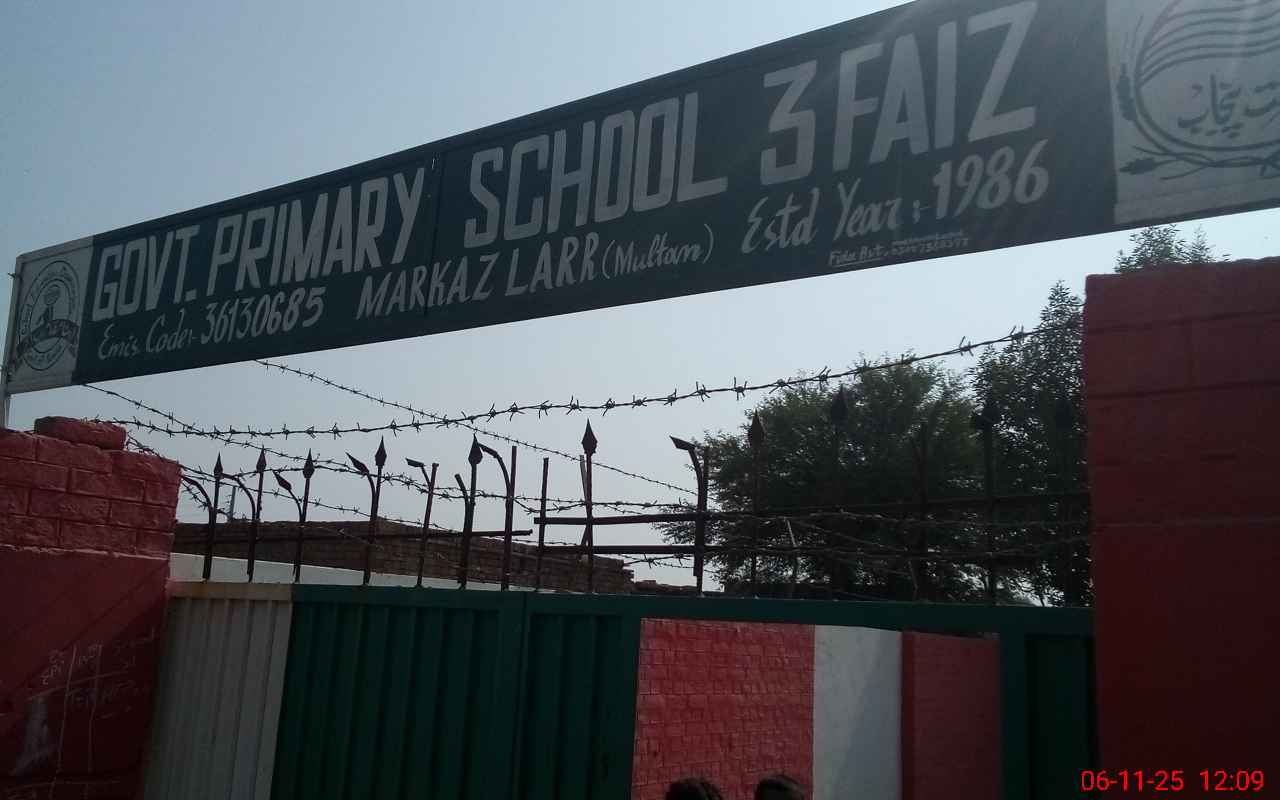 GOVT. PRIMARY SCHOOL 3 FAIZ
Emis. Code:- 36130685 MARKAZ LARR (Multan) Estd Year :- 1986
پنجاب
06-11-25 12:09